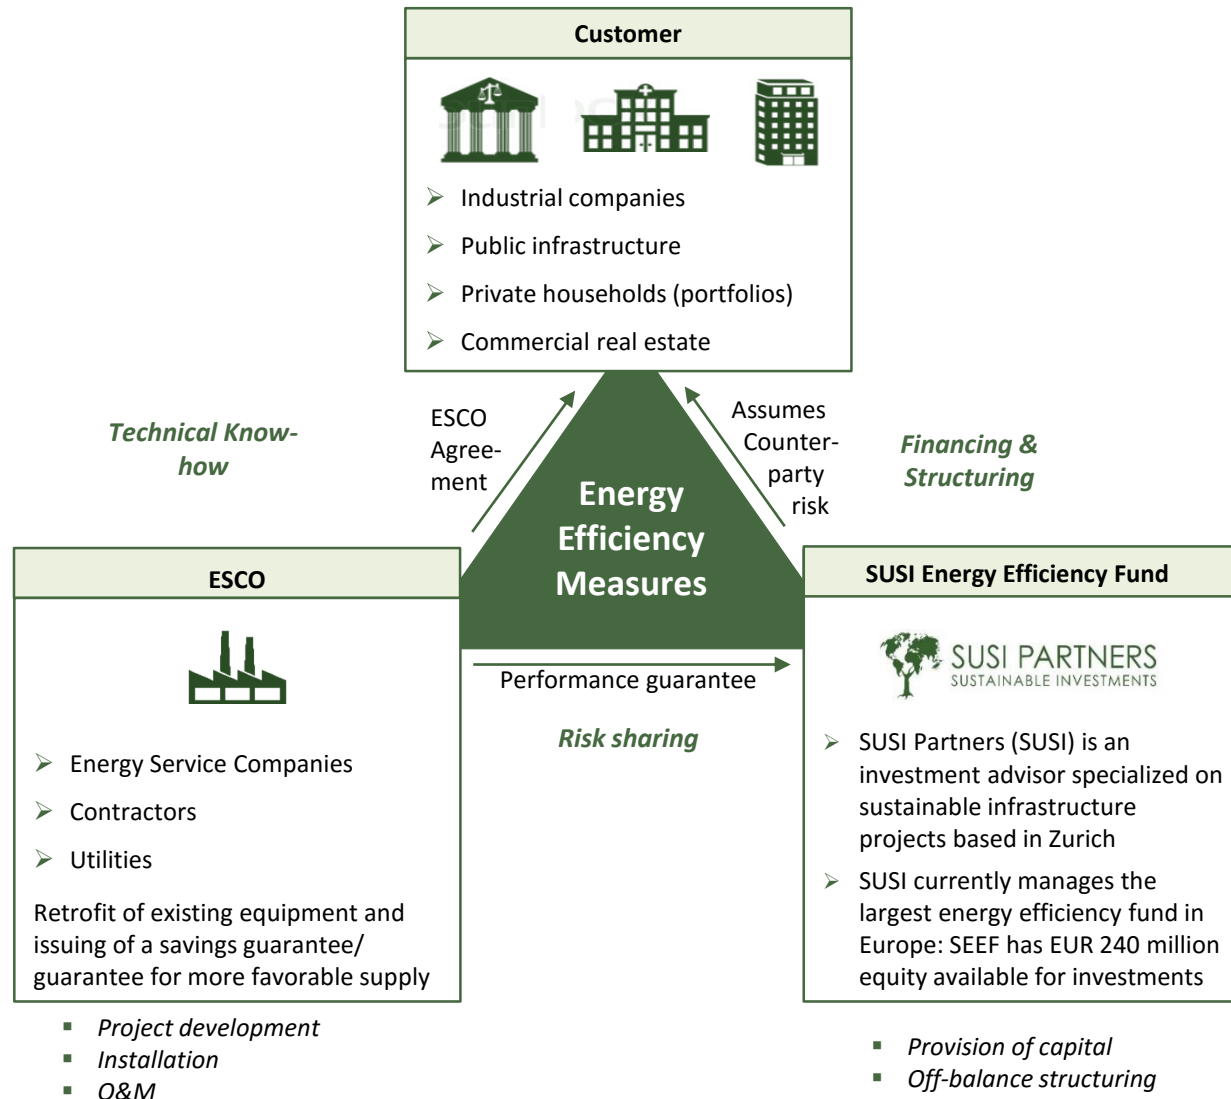 Customer
Industrial companies
Public infrastructure
Private households (portfolios)
Commercial real estate
Technical Know-
how
ESCO
Agree-
ment
Assumes
Counter-
party
risk
Financing &
Structuring
Energy
Efficiency
Measures
ESCO
Energy Service Companies
Contractors
Utilities
Retrofit of existing equipment and
issuing of a savings guarantee/
guarantee for more favorable supply
Project development
Installation
O&M
Performance guarantee
Risk sharing
SUSI Energy Efficiency Fund
SUSI PARTNERS
SUSTAINABLE INVESTMENTS
SUSI Partners (SUSI) is an
investment advisor specialized on
sustainable infrastructure
projects based in Zurich
SUSI currently manages the
largest energy efficiency fund in
Europe: SEEF has EUR 240 million
equity available for investments
Provision of capital
Off-balance structuring